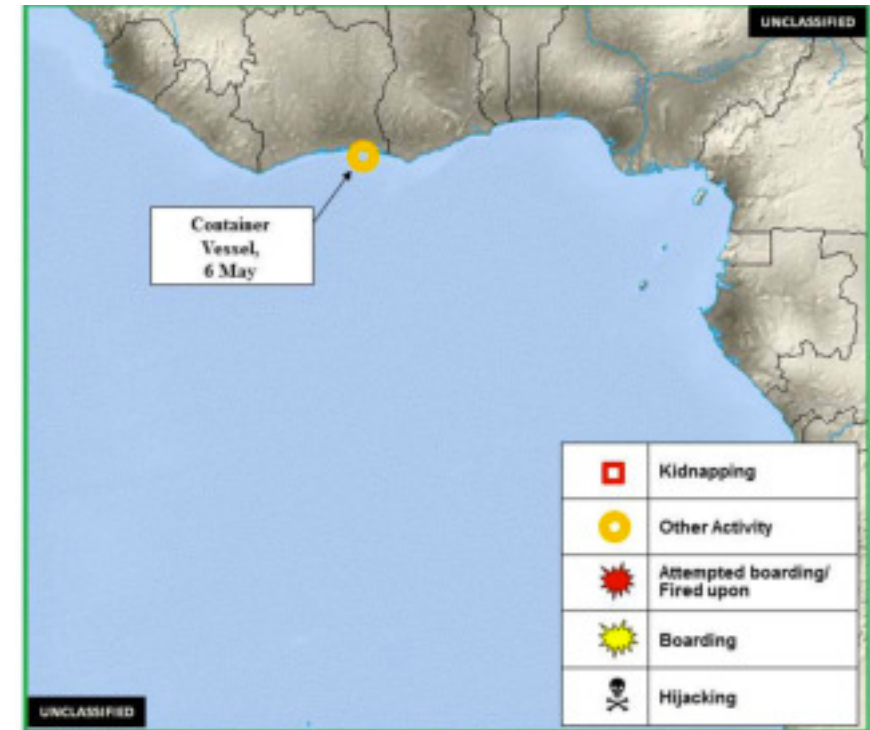 UNCLASSIFIED
Container
Vessel,
6 May
Kidnapping
Other Activity
Attempted boarding/
Fired upon
Boarding
Hijacking
UNCLASSIFIED